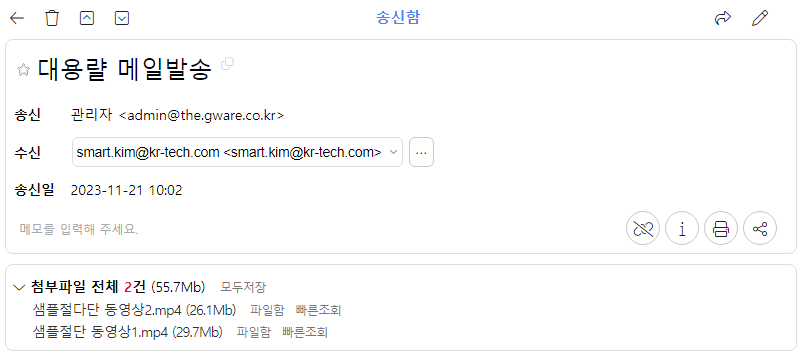 송신함
대용랼 메일발송
송신 관리자 <admin@the.gware.co.kr>
수신 smart.kim@kr-tech.com <smart.kim@kr-tech.com> ...
송신일 2023-11-21 10:02
메모를 입력해 주세요.
첨부파일 전체 2건 (55.7Mb) 모두저장
샘플절다단 동영상2.mp4 (26.1Mb) 파일함 빠른조회
샘플절단 동영상1.mp4 (29.7Mb) 파일함 빠른조회